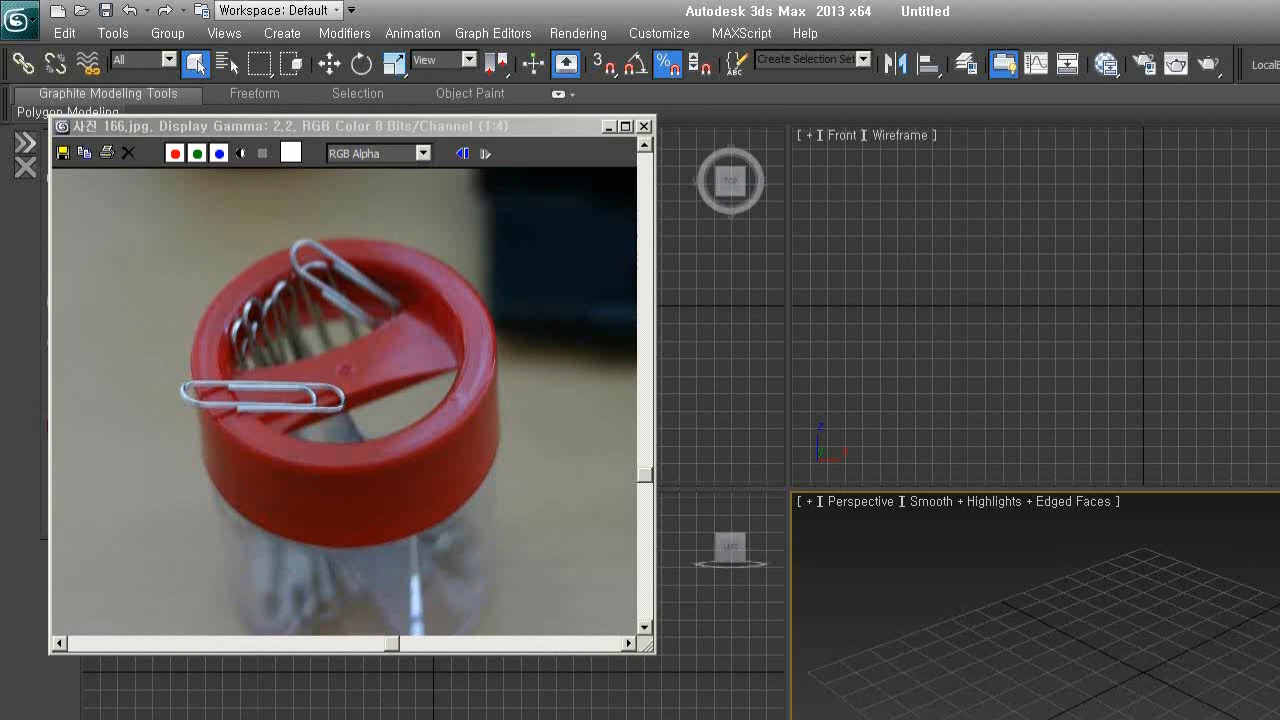 Workspace: Default
Autodesk 3ds Max 2013 x64 Untitled
Edit Tools Group Views Create Modifiers Animation Graph Editors Rendering Customize MAXScript Help
All
View
Create Selection Set
LocalE
Graphite Modeling Tools Freeform Selection Object Paint
Polygon Modeling
사진 166.jpg, Display Gamma: 2,2, RGB Color 8 Bits/Channel (1:4)
RGB Alpha
[ + ] Front ] Wireframe ]
TOP
[ + ] Perspective ] Smooth + Highlights + Edged Faces ]